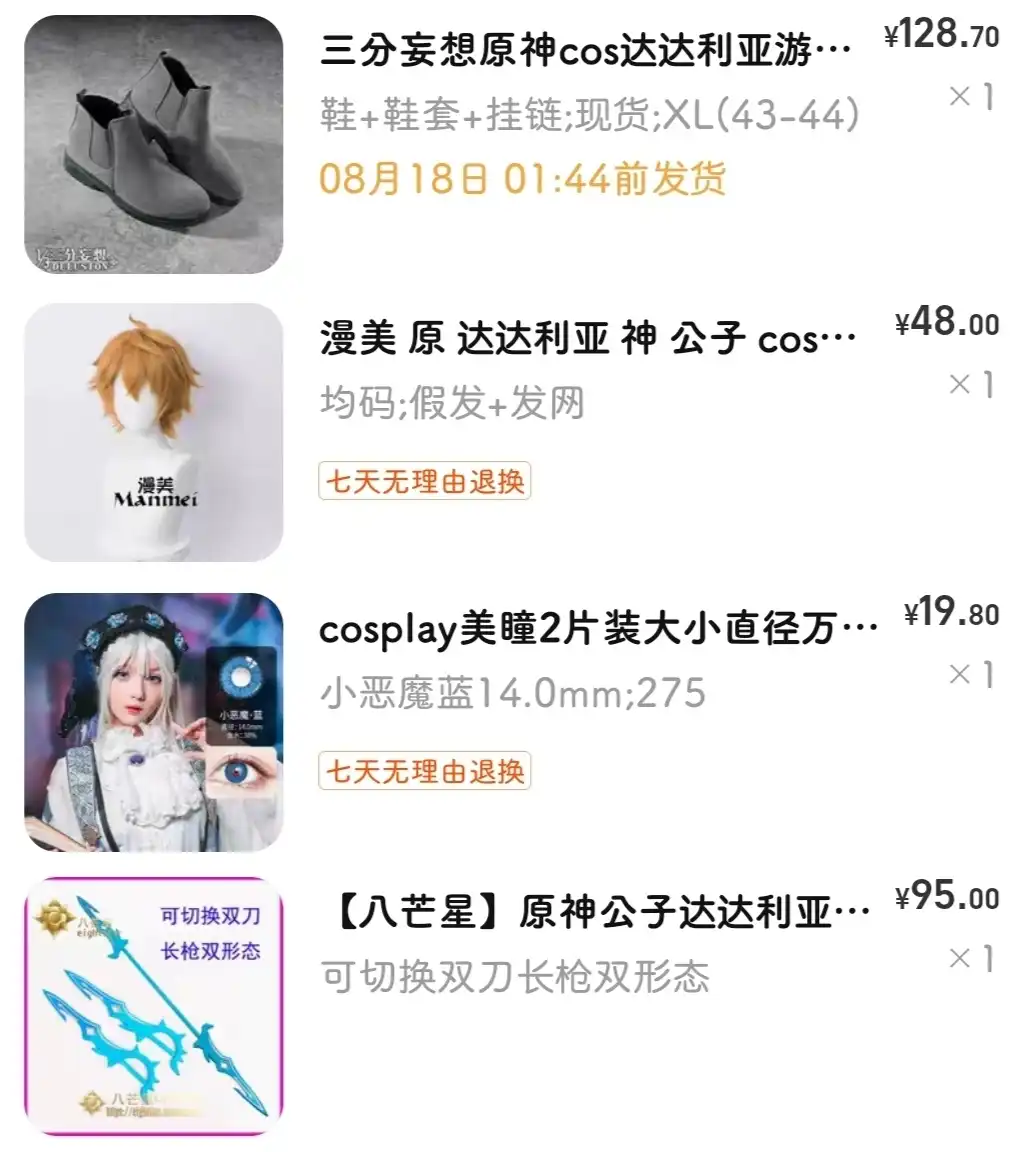 三分妄想原神cos达达利亚游…
¥128.70
鞋+鞋套+挂链;现货;XL(43-44)
×1
08月18日 01:44前发货
三分妄想
DELUSION
漫美 原 达达利亚 神 公子 cos…
¥48.00
均码;假发+发网
×1
漫美
Manmei
七天无理由退换
cosplay美瞳2片装大小直径万…
¥19.80
小恶魔蓝14.0mm;275
×1
小恶魔·蓝
直径:14.0mm
含水:38%
七天无理由退换
【八芒星】原神公子达达利亚…
¥95.00
可切换双刀长枪双形态
×1
可切换双刀
长枪双形态
八芒